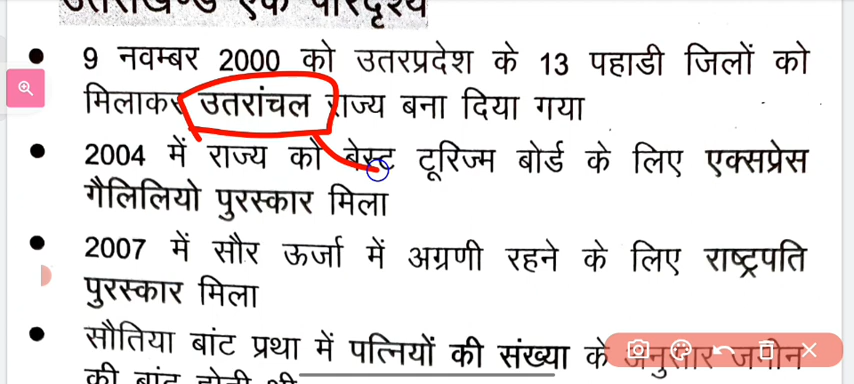 उत्तराखण्ड एक परिदृश्य
9 नवम्बर 2000 को उतरप्रदेश के 13 पहाडी जिलों को
मिलाकर उतरांचल राज्य बना दिया गया
2004 में राज्य को बेस्ट टूरिज्म बोर्ड के लिए एक्सप्रेस
गैलिलियो पुरस्कार मिला
2007 में सौर ऊर्जा में अग्रणी रहने के लिए राष्ट्रपति
पुरस्कार मिला
सौतिया बांट प्रथा में पत्नियों की संख्या के अनुसार जमीन
की बांट होती थी